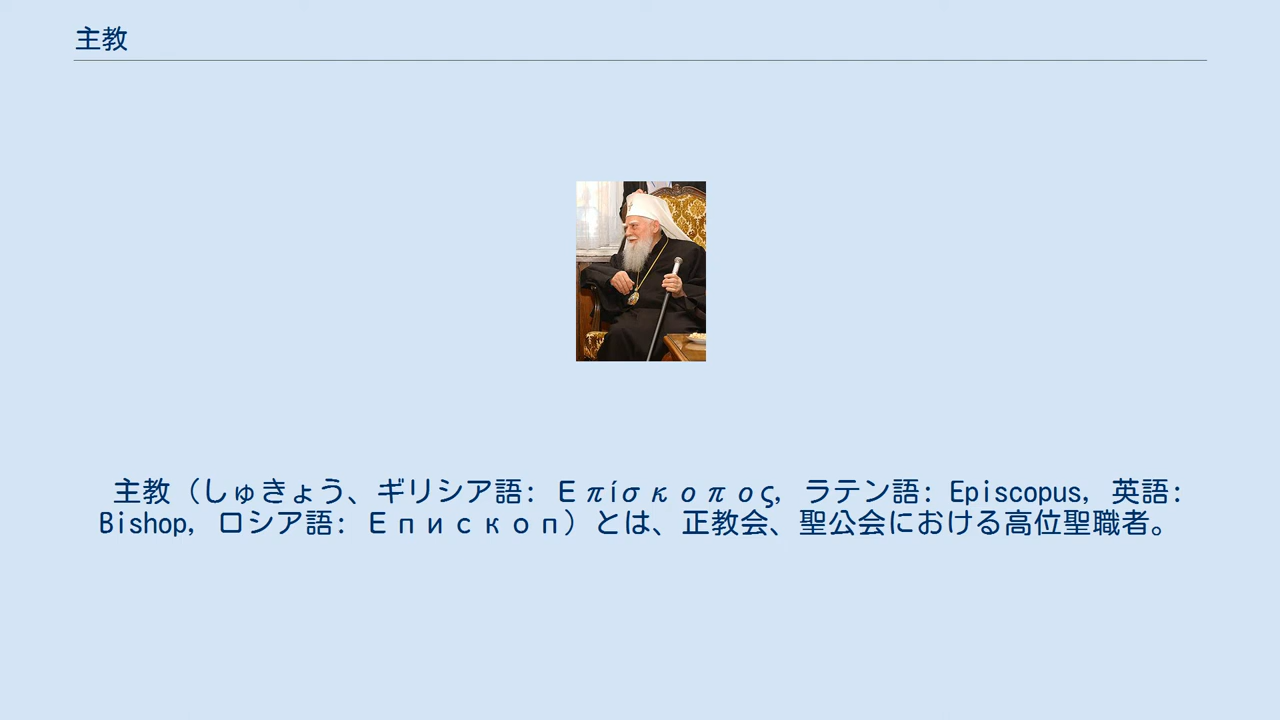 主教
主教（しゅきょう、ギリシア語: Επίσκοπος, ラテン語: Episcopus, 英語:
Bishop, ロシア語: Епископ）とは、正教会、聖公会における高位聖職者。